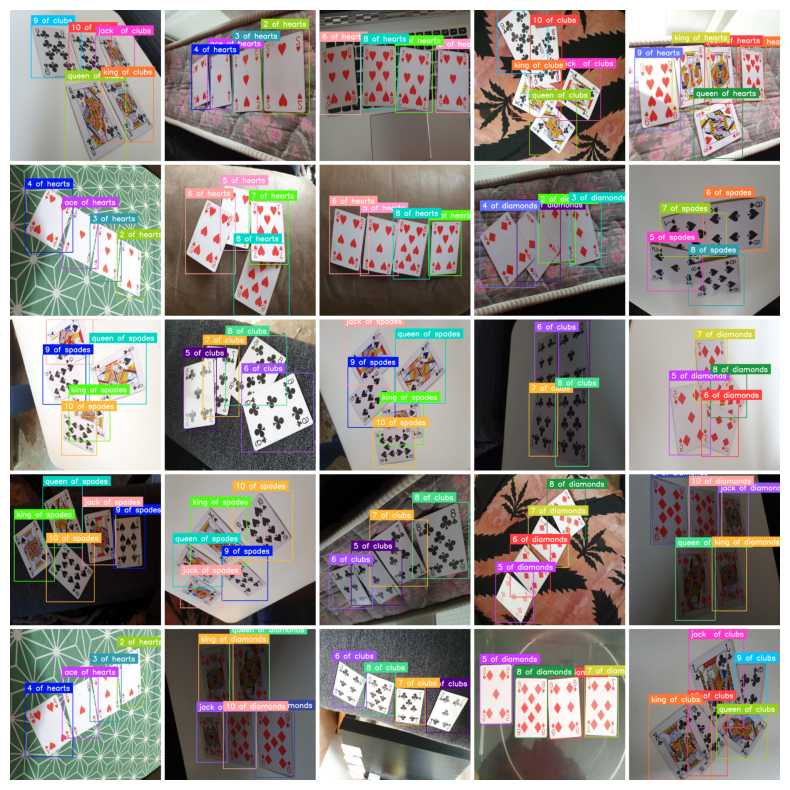 9 of clubs
10 of clubs
jack of clubs
queen of clubs
king of clubs
2 of hearts
3 of hearts
ace of hearts
4 of hearts
6 of hearts
8 of hearts
of hearts
of hea
10 of clubs
king of clubs
jack of clubs
queen of clubs
king of hearts
hearts
9 of hearts
queen of hearts
4 of hearts
ace of hearts
3 of hearts
2 of hearts
5 of hearts
6 of hearts
7 of hearts
8 of hearts
6 of hearts
5 of hearts
8 of hearts
of hearts
4 of diamonds
2 of
diamonds
3 of diamonds
6 of spades
7 of spades
5 of spades
8 of spades
queen of spades
9 of spades
king of spades
10 of spades
8 of clubs
7 of clubs
5 of clubs
6 of clubs
jack of spades
queen of spades
9 of spades
king of spades
10 of spades
6 of clubs
7 of
8 of clubs
7 of diamonds
8 of diamonds
5 of diamonds
6 of diamonds
queen of spades
jack of spades
9 of spades
king of spades
10 of spades
10 of spades
king of spades
queen of spades
9 of spades
jack of spades
8 of clubs
7 of clubs
5 of clubs
6 of clubs
8 of diamonds
7 of diamonds
6 of diamonds
5 of diamonds
10 of diamonds
jack of diamonds
queen of
king of diamonds
2 of hearts
3 of hearts
ace of hearts
4 of hearts
queen of diamonds
king of diamonds
jack of
10 of diamonds
monds
6 of clubs
8 of clubs
7 of clubs
of clubs
5 of diamonds
8 of diamonds
7 of diamonds
jack of clubs
9 of clubs
king of clubs
10 of clubs
queen of clubs